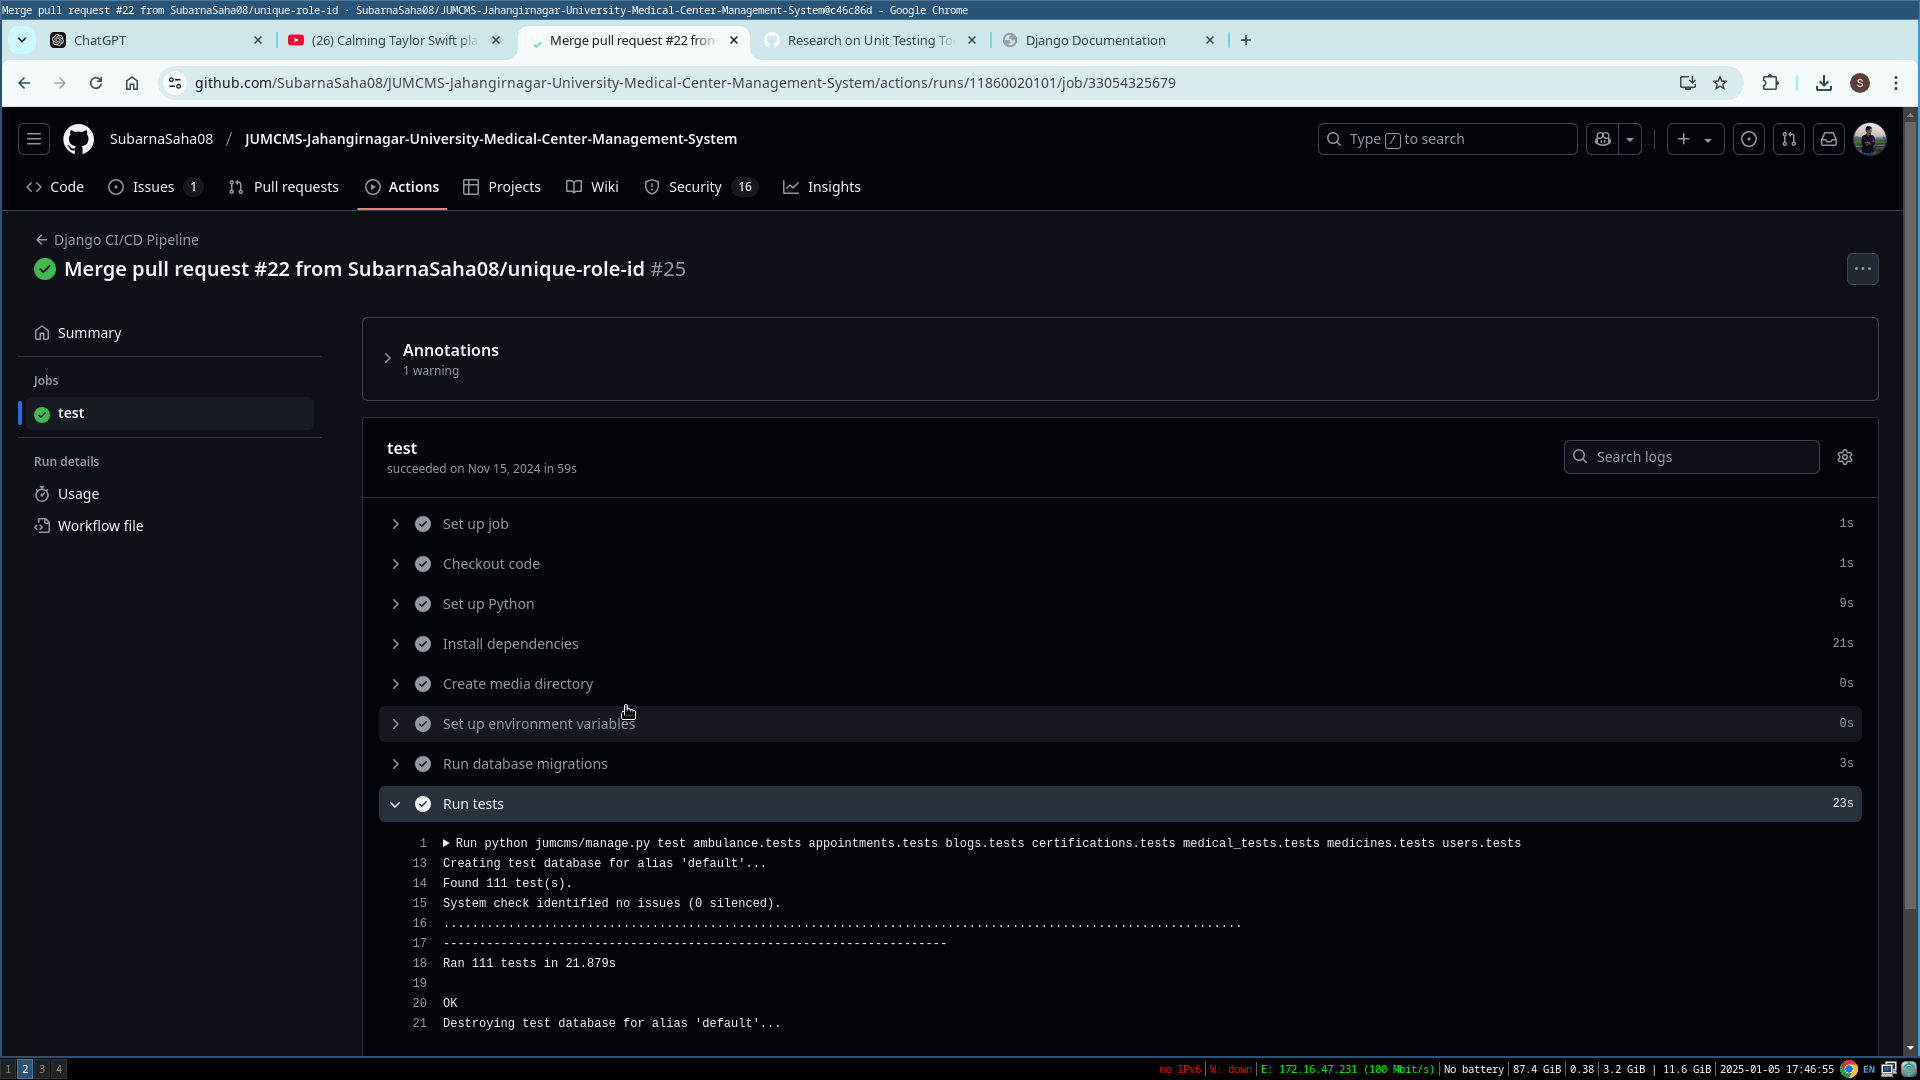 Merge pull request #22 from SubarnaSaha08/unique-role-id · SubarnaSaha08/JUMCMS-Jahangirnagar-University-Medical-Center-Management-System@c46c86d - Google Chrome
ChatGPT
(26) Calming Taylor Swift pla
Merge pull request #22 from
Research on Unit Testing To
Django Documentation
github.com/SubarnaSaha08/JUMCMS-Jahangirnagar-University-Medical-Center-Management-System/actions/runs/11860020101/job/33054325679
S
SubarnaSaha08 / JUMCMS-Jahangirnagar-University-Medical-Center-Management-System
Type / to search
Code
Issues 1
Pull requests
Actions
Projects
Wiki
Security 16
Insights
Django CI/CD Pipeline
Merge pull request #22 from SubarnaSaha08/unique-role-id #25
Summary
Jobs
test
Run details
Usage
Workflow file
Annotations
1 warning
test
succeeded on Nov 15, 2024 in 59s
Search logs
Set up job 1s
Checkout code 1s
Set up Python 9s
Install dependencies 21s
Create media directory 0s
Set up environment variables 0s
Run database migrations 3s
Run tests 23s
1 Run python jumcms/manage.py test ambulance.tests appointments.tests blogs.tests certifications.tests medical_tests.tests medicines.tests users.tests
13 Creating test database for alias 'default'...
14 Found 111 test(s).
15 System check identified no issues (0 silenced).
16 ...............................................................................................................
17 ----------------------------------------------------------------------
18 Ran 111 tests in 21.879s
19
20 OK
21 Destroying test database for alias 'default'...
1 2 3 4
no IPv6 | W: down | E: 172.16.47.231 (100 Mbit/s) | No battery | 87.4 GiB | 0.38 | 3.2 GiB | 11.6 GiB | 2025-01-05 17:46:55
EN